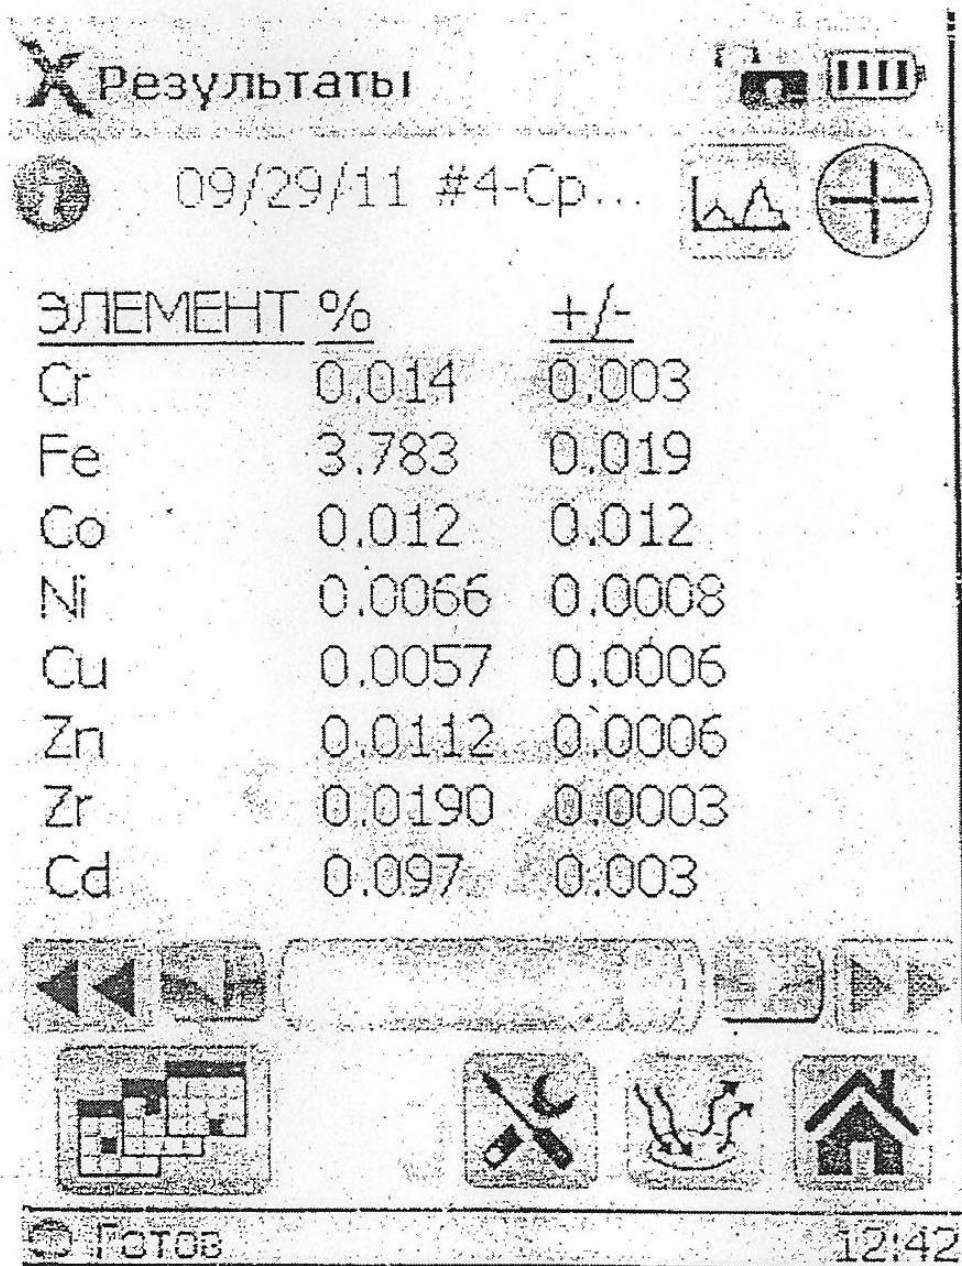 Результаты
09/29/11 #4-Ср...
ЭЛЕМЕНТ % +/-
Cr 0.014 0.003
Fe 3.783 0.019
Co 0.012 0.012
Ni 0.0066 0.0008
Cu 0.0057 0.0006
Zn 0.0112 0.0006
Zr 0.0190 0.0003
Cd 0.097 0.003
Готов 12:42